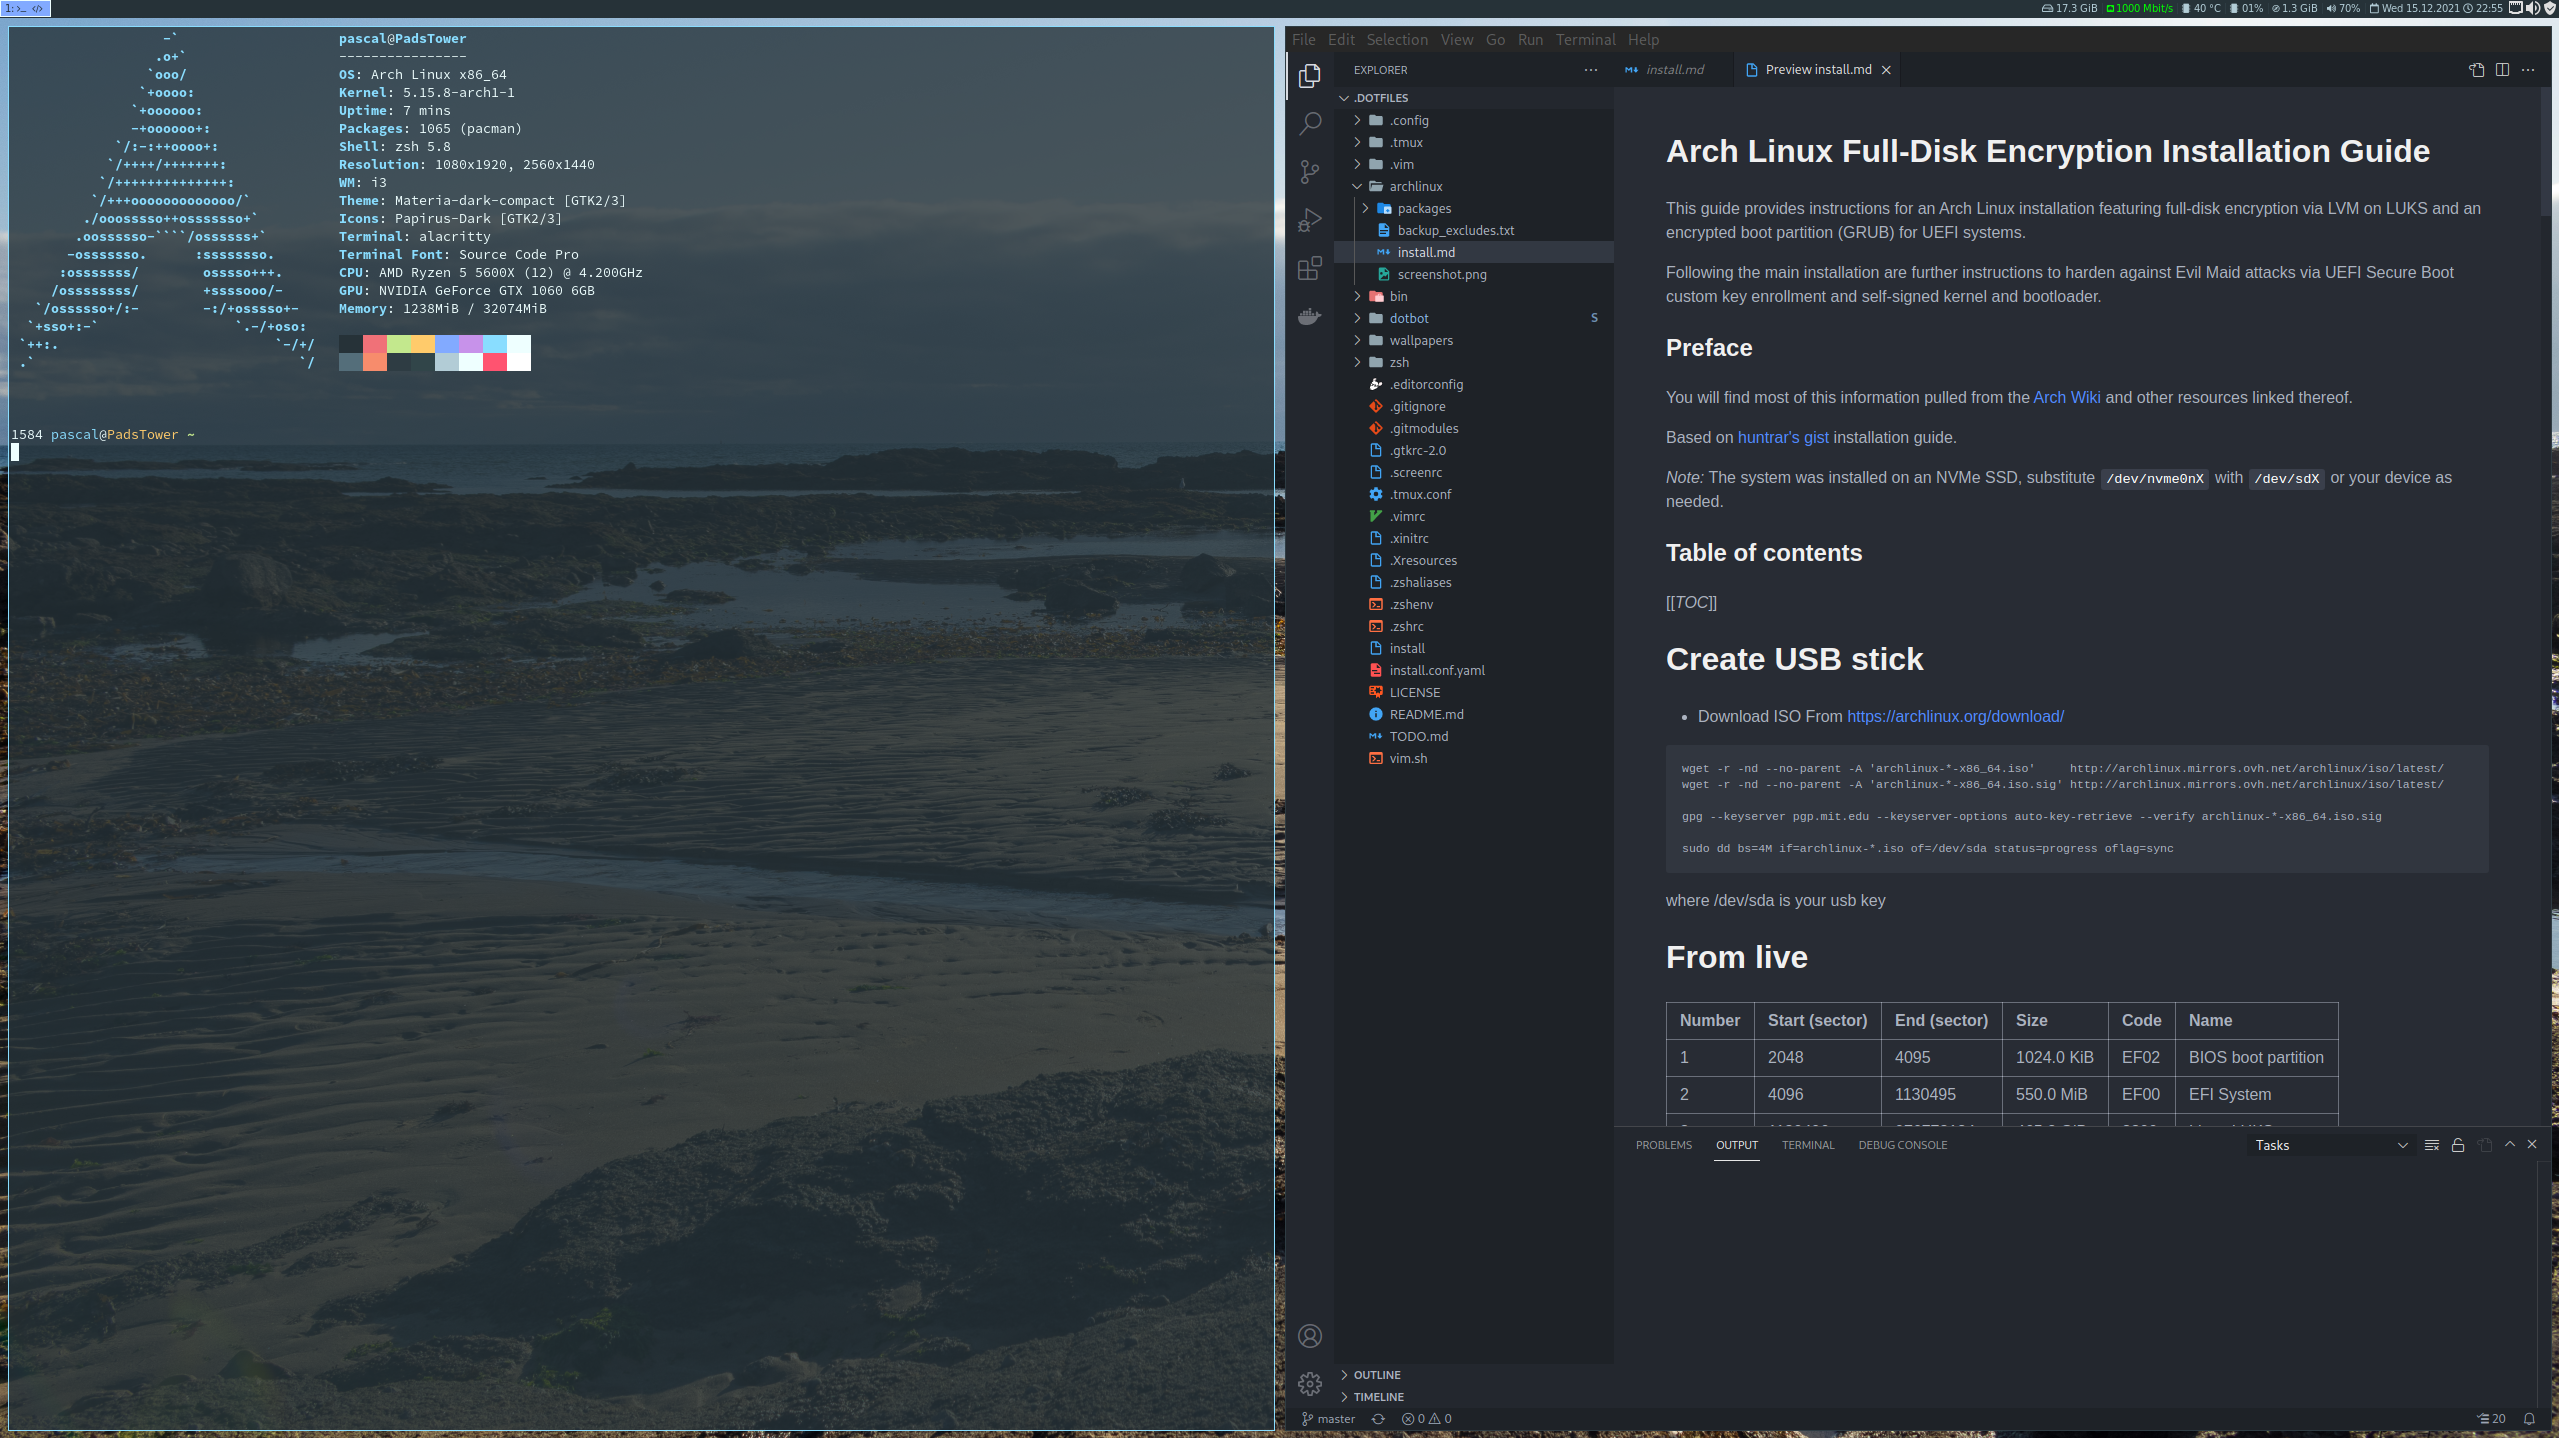 1:>_ </>
17.3 GiB 1000 Mbit/s 40 °C 01% 1.3 GiB 70% Wed 15.12.2021 22:55
pascal@PadsTower
----------------
OS: Arch Linux x86_64
Kernel: 5.15.8-arch1-1
Uptime: 7 mins
Packages: 1065 (pacman)
Shell: zsh 5.8
Resolution: 1080x1920, 2560x1440
WM: i3
Theme: Materia-dark-compact [GTK2/3]
Icons: Papirus-Dark [GTK2/3]
Terminal: alacritty
Terminal Font: Source Code Pro
CPU: AMD Ryzen 5 5600X (12) @ 4.200GHz
GPU: NVIDIA GeForce GTX 1060 6GB
Memory: 1238MiB / 32074MiB
1584 pascal@PadsTower ~
File Edit Selection View Go Run Terminal Help
EXPLORER
.DOTFILES
.config
.tmux
.vim
archlinux
packages
backup_excludes.txt
install.md
screenshot.png
bin
dotbot S
wallpapers
zsh
.editorconfig
.gitignore
.gitmodules
.gtkrc-2.0
.screenrc
.tmux.conf
.vimrc
.xinitrc
.Xresources
.zshaliases
.zshenv
.zshrc
install
install.conf.yaml
LICENSE
README.md
TODO.md
vim.sh
OUTLINE
TIMELINE
install.md Preview install.md
Arch Linux Full-Disk Encryption Installation Guide
This guide provides instructions for an Arch Linux installation featuring full-disk encryption via LVM on LUKS and an
encrypted boot partition (GRUB) for UEFI systems.
Following the main installation are further instructions to harden against Evil Maid attacks via UEFI Secure Boot
custom key enrollment and self-signed kernel and bootloader.
Preface
You will find most of this information pulled from the Arch Wiki and other resources linked thereof.
Based on huntrar's gist installation guide.
Note: The system was installed on an NVMe SSD, substitute /dev/nvme0nX with /dev/sdX or your device as
needed.
Table of contents
[[TOC]]
Create USB stick
• Download ISO From https://archlinux.org/download/
wget -r -nd --no-parent -A 'archlinux-*-x86_64.iso'     http://archlinux.mirrors.ovh.net/archlinux/iso/latest/
wget -r -nd --no-parent -A 'archlinux-*-x86_64.iso.sig' http://archlinux.mirrors.ovh.net/archlinux/iso/latest/
gpg --keyserver pgp.mit.edu --keyserver-options auto-key-retrieve --verify archlinux-*-x86_64.iso.sig
sudo dd bs=4M if=archlinux-*.iso of=/dev/sda status=progress oflag=sync
where /dev/sda is your usb key
From live
Number Start (sector) End (sector) Size Code Name
1 2048 4095 1024.0 KiB EF02 BIOS boot partition
2 4096 1130495 550.0 MiB EF00 EFI System
PROBLEMS OUTPUT TERMINAL DEBUG CONSOLE Tasks
master 0 0 20